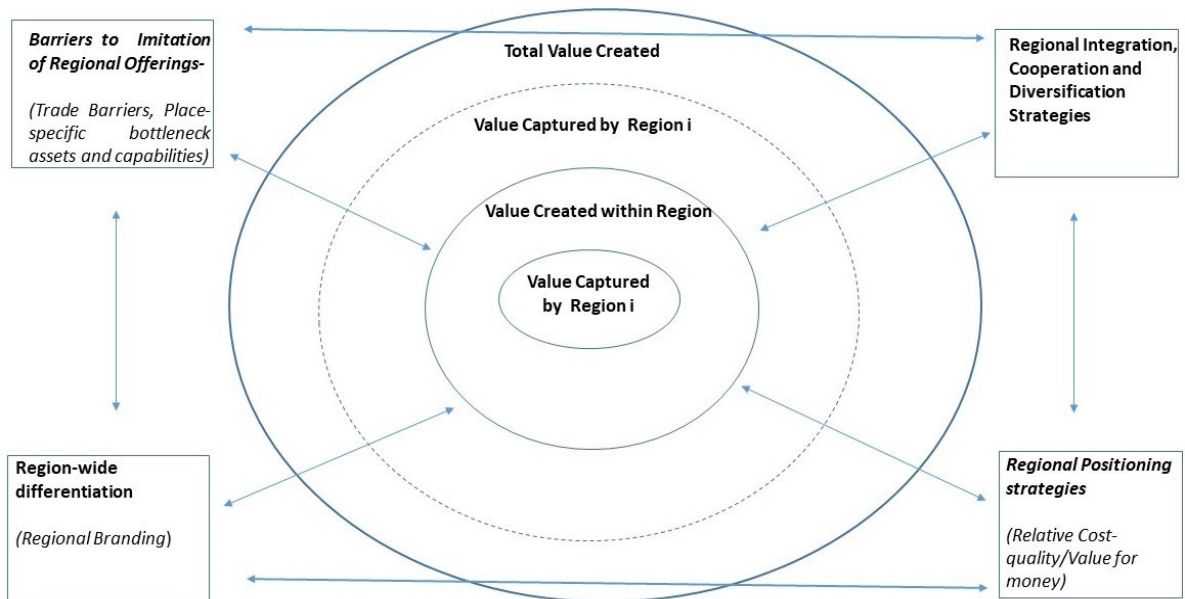 Barriers to Imitation
of Regional Offerings-
(Trade Barriers, Place-
specific bottleneck
assets and capabilities)
Total Value Created
Value Captured by Region i
Value Created within Region
Value Captured
by Region i
Regional Integration,
Cooperation and
Diversification
Strategies
Region-wide
differentiation
(Regional Branding)
Regional Positioning
strategies
(Relative Cost-
quality/Value for
money)